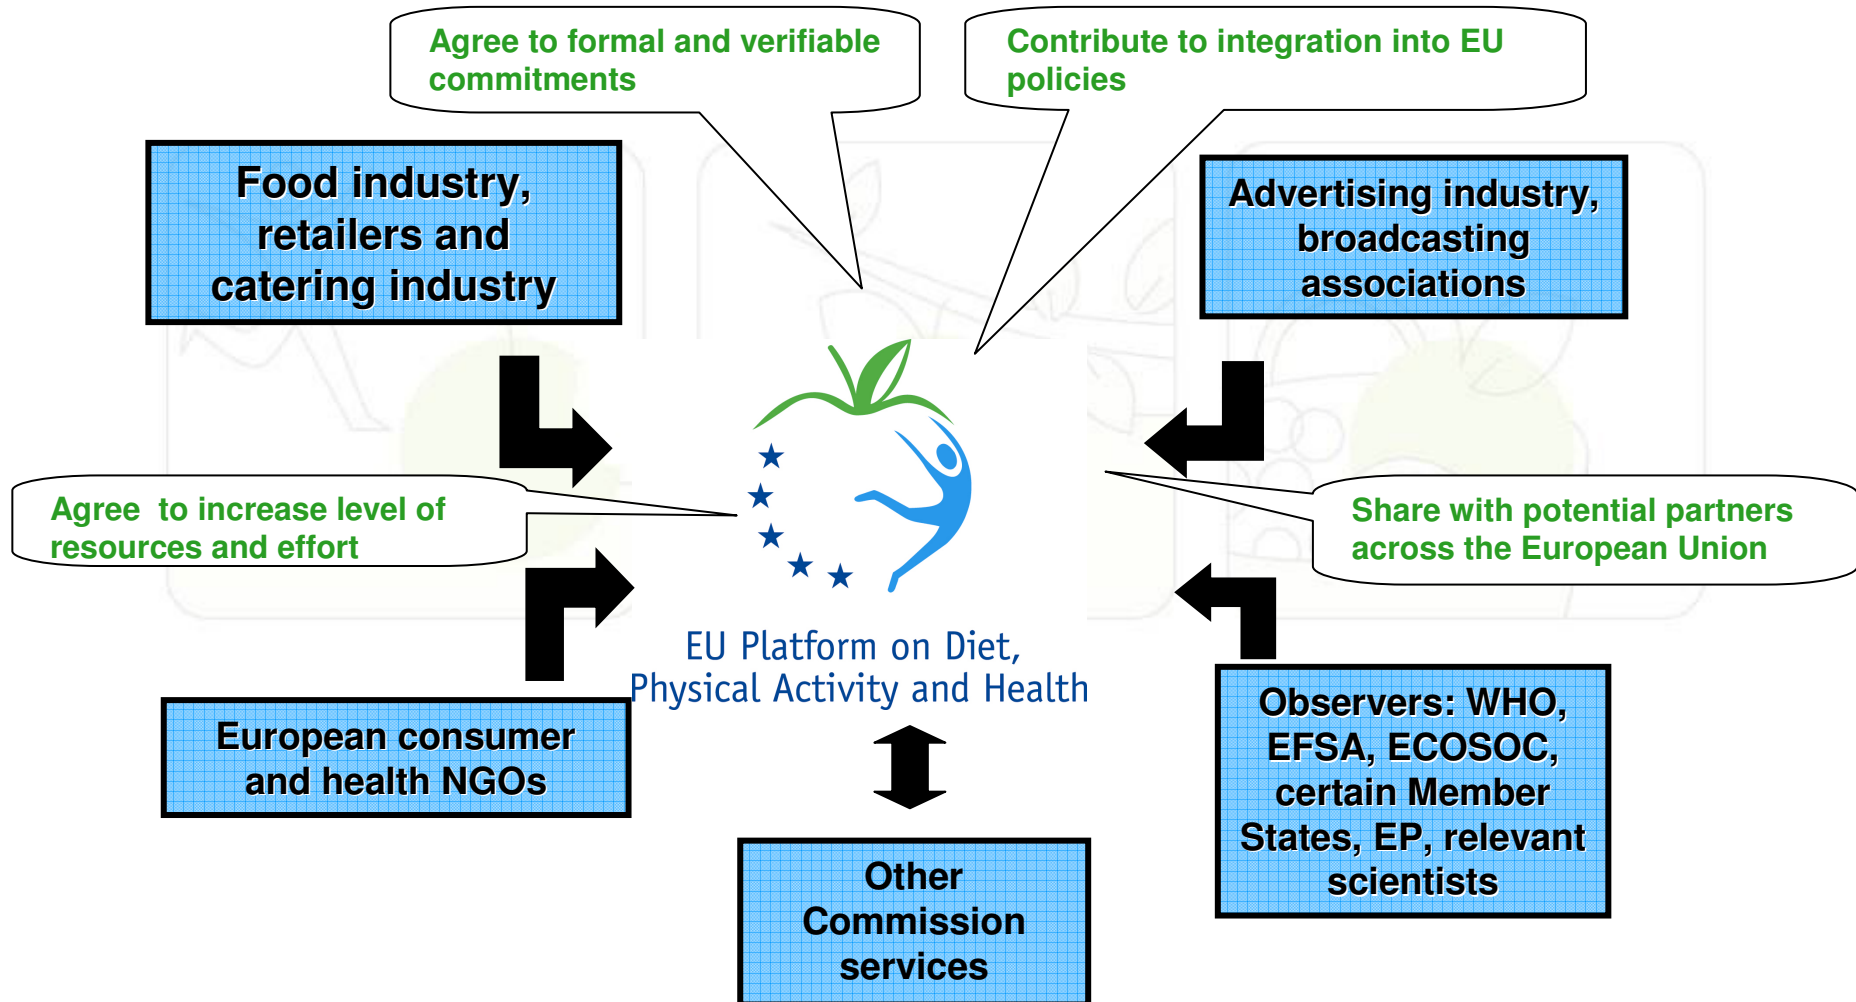 Agree to formal and verifiable
commitments
Contribute to integration into EU
policies
Food industry,
retailers and
catering industry
Advertising industry,
broadcasting
associations
Agree to increase level of
resources and effort
Share with potential partners
across the European Union
EU Platform on Diet,
Physical Activity and Health
European consumer
and health NGOs
Observers: WHO,
EFSA, ECOSOC,
certain Member
States, EP, relevant
scientists
Other
Commission
services